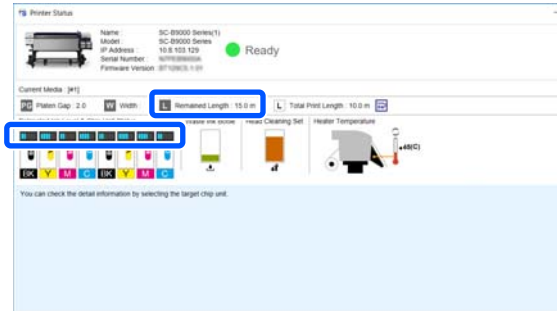 Printer Status
Name : SC-B9000 Series(1)
Model : SC-B9000 Series
IP Address : 10.8.103.129
Serial Number :
Firmware Version :
Ready
Current Media : [#1]
PG Platen Gap : 2.0 W Width L Remained Length : 15.0 m L Total Print Length : 10.0 m
Head Cleaning Set Heater Temperature
45(C)
BK Y M C BK Y M C
You can check the detail information by selecting the target chip unit.